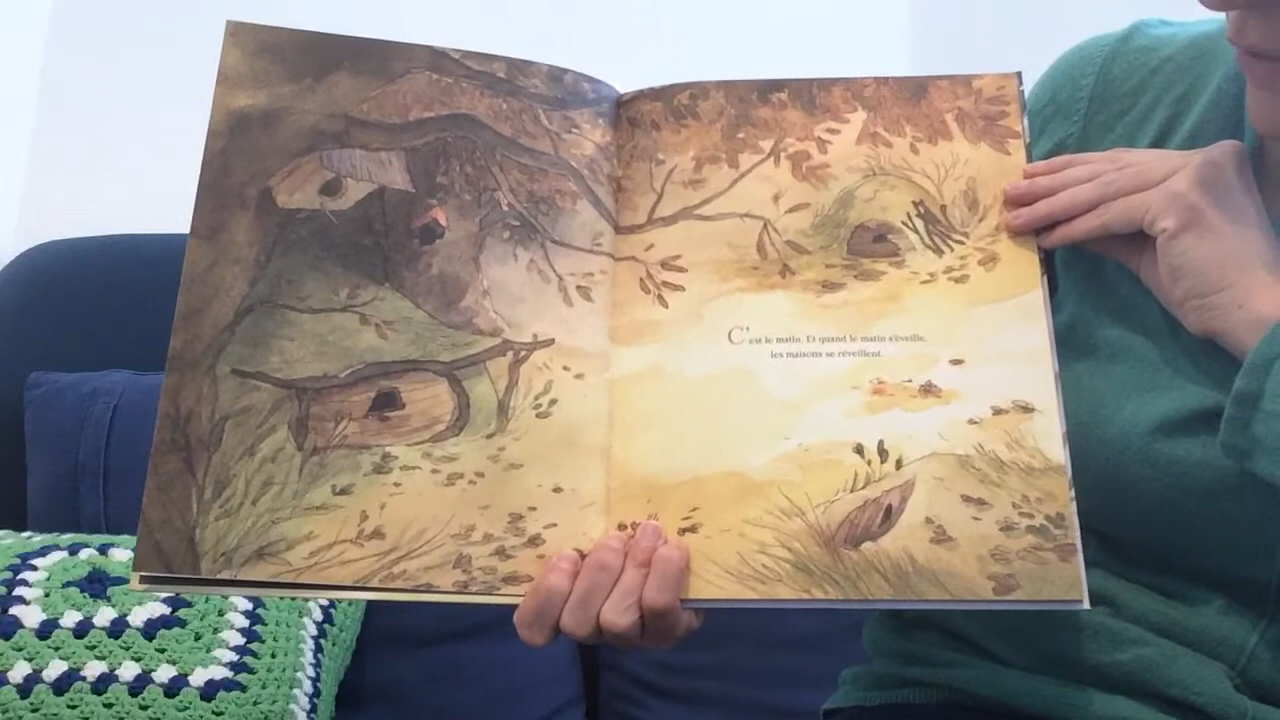 C'est le matin. Et quand le matin s'éveille,
les maisons se réveillent.